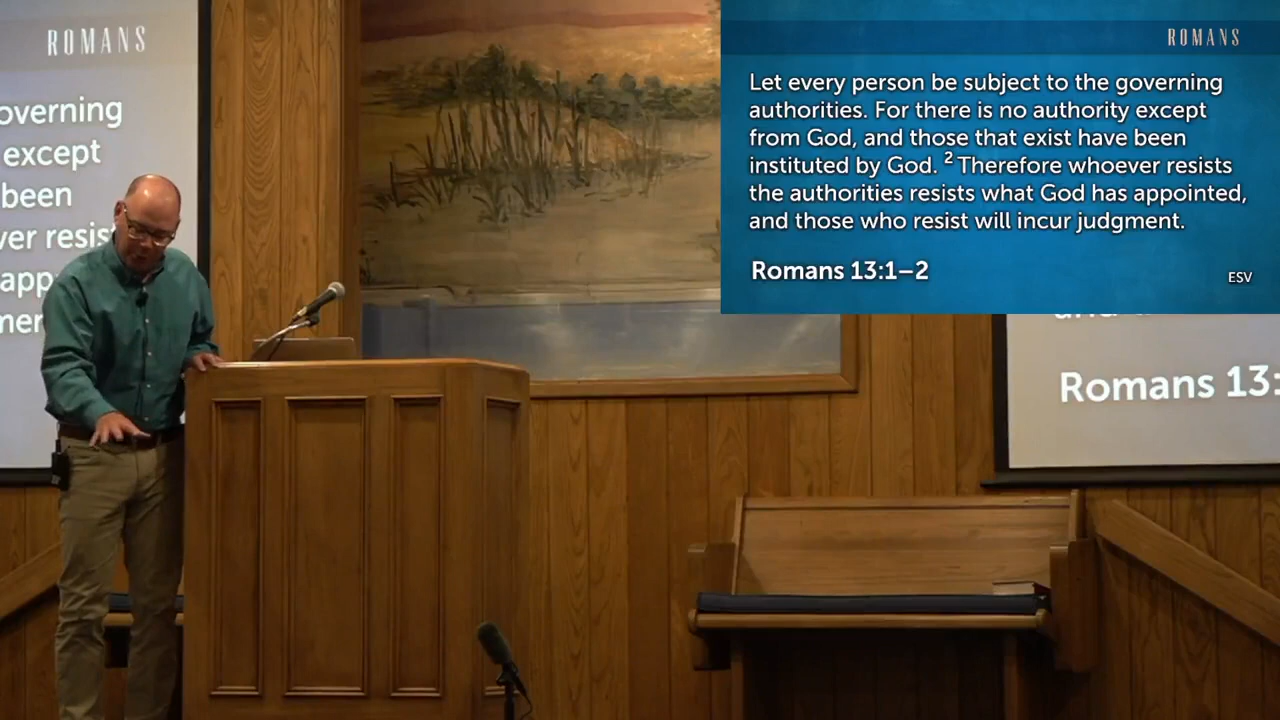 ROMANS
overning
except
been
ver resis
app
mer
ROMANS
Let every person be subject to the governing
authorities. For there is no authority except
from God, and those that exist have been
instituted by God. 2 Therefore whoever resists
the authorities resists what God has appointed,
and those who resist will incur judgment.
Romans 13:1–2
ESV
Romans 13: